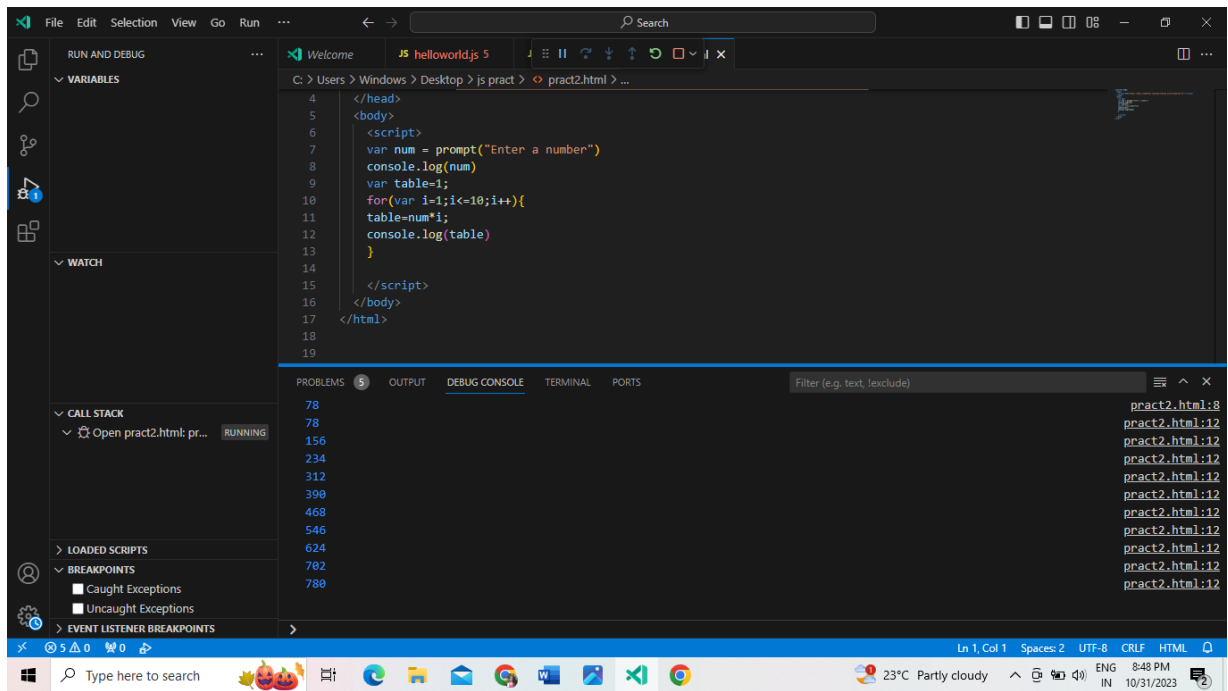 File Edit Selection View Go Run ··· Search
RUN AND DEBUG ···
Welcome JS helloworld.js 5
VARIABLES
C: > Users > Windows > Desktop > js pract > pract2.html > ...
4 </head>
5 <body>
6 <script>
7 var num = prompt("Enter a number")
8 console.log(num)
9 var table=1;
10 for(var i=1;i<=10;i++){
11 table=num*i;
12 console.log(table)
13 }
14
15 </script>
16 </body>
17 </html>
18
19
1
WATCH
CALL STACK
Open pract2.html: pr... RUNNING
LOADED SCRIPTS
BREAKPOINTS
Caught Exceptions
Uncaught Exceptions
EVENT LISTENER BREAKPOINTS
PROBLEMS 5 OUTPUT DEBUG CONSOLE TERMINAL PORTS Filter (e.g. text, !exclude)
78 pract2.html:8
78 pract2.html:12
156 pract2.html:12
234 pract2.html:12
312 pract2.html:12
390 pract2.html:12
468 pract2.html:12
546 pract2.html:12
624 pract2.html:12
702 pract2.html:12
780 pract2.html:12
>
5 0 0 Ln 1, Col 1 Spaces: 2 UTF-8 CRLF HTML
Type here to search 23°C Partly cloudy ENG IN 8:48 PM 10/31/2023 2